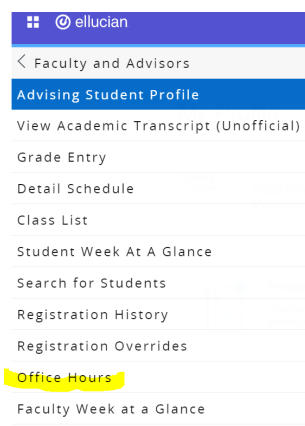 ellucian
Faculty and Advisors
Advising Student Profile
View Academic Transcript (Unofficial)
Grade Entry
Detail Schedule
Class List
Student Week At A Glance
Search for Students
Registration History
Registration Overrides
Office Hours
Faculty Week at a Glance